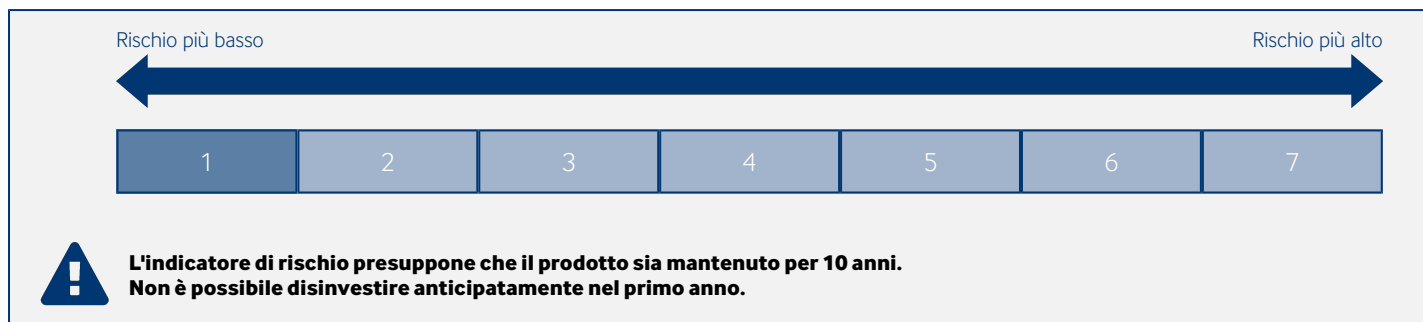 Rischio più basso
Rischio più alto
1 2 3 4 5 6 7
L'indicatore di rischio presuppone che il prodotto sia mantenuto per 10 anni.
Non è possibile disinvestire anticipatamente nel primo anno.